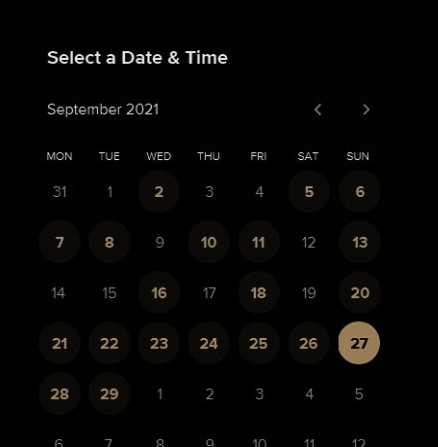 Select a Date & Time
September 2021
MON TUE WED THU FRI SAT SUN
31 1 2 3 4 5 6
7 8 9 10 11 12 13
14 15 16 17 18 19 20
21 22 23 24 25 26 27
28 29 1 2 3 4 5
6 7 8 9 10 11 12